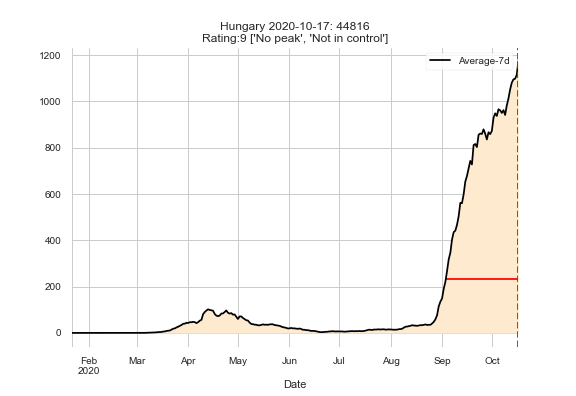 Hungary 2020-10-17: 44816
Rating:9 ['No peak', 'Not in control']
Average-7d
1200
1000
800
600
400
200
0
Feb Mar Apr May Jun Jul Aug Sep Oct
2020
Date